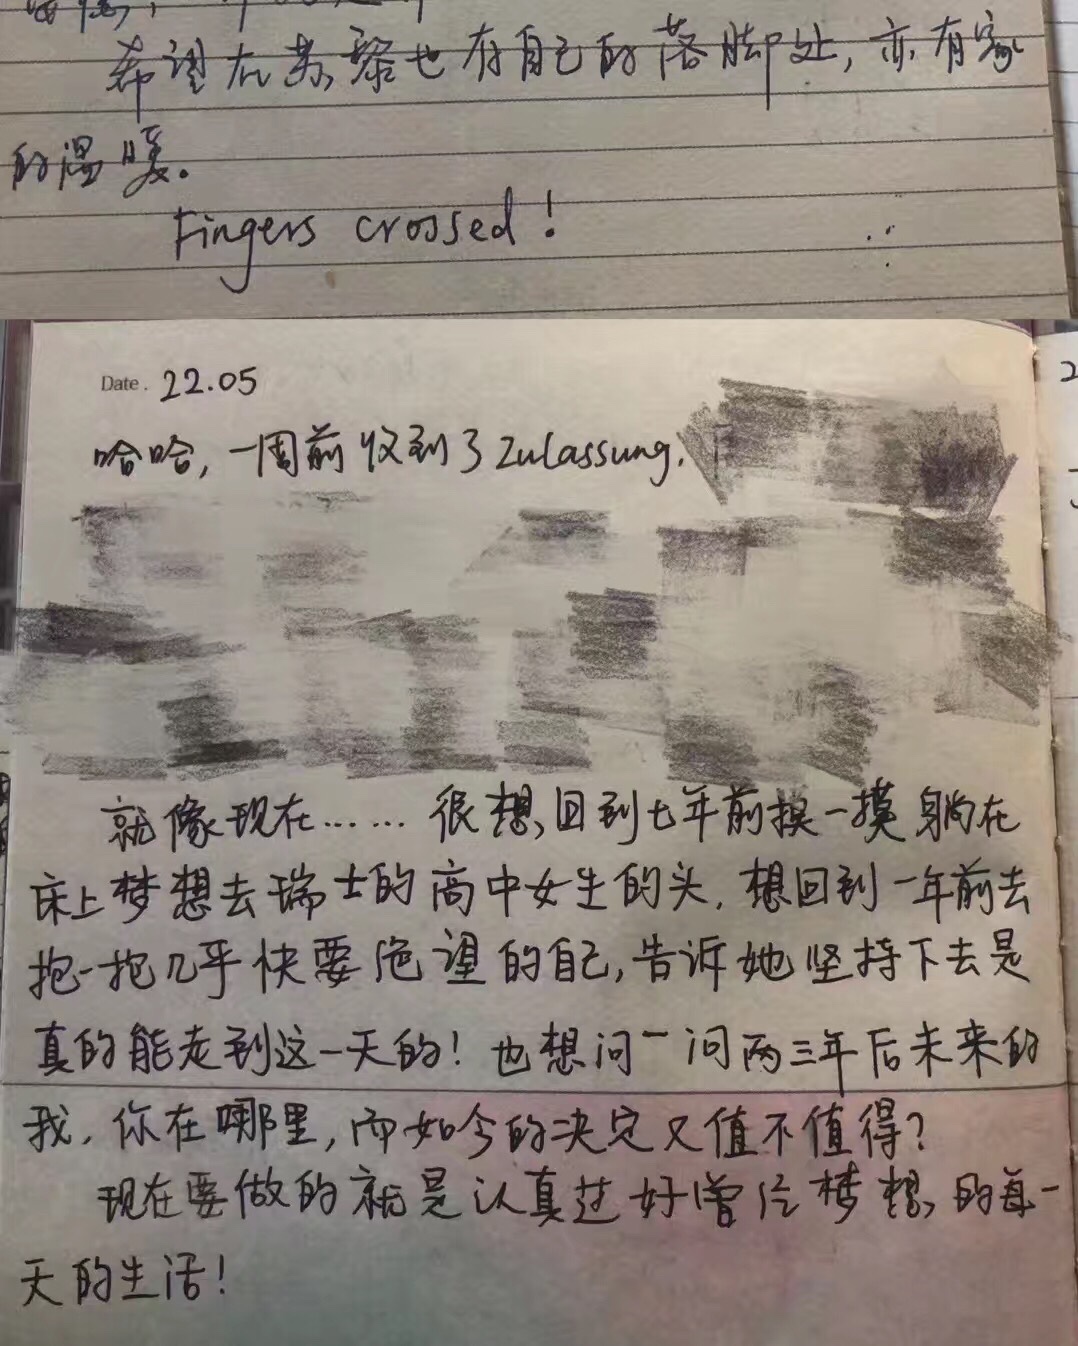 希望在苏黎也有自己的落脚处，亦有家
的温暖。
Fingers crossed!
Date. 22.05
哈哈，一周前收到了Zulassung.
就像现在…… 很想回到七年前摸一摸躺在
床上梦想去瑞士的高中女生的头，想回到一年前去
抱一抱几乎快要绝望的自己，告诉她坚持下去是
真的能走到这一天的！也想问一问两三年后未来的
我，你在哪里，而如今的决定又值不值得？
现在要做的就是认真过好曾经梦想的每一
天的生活！